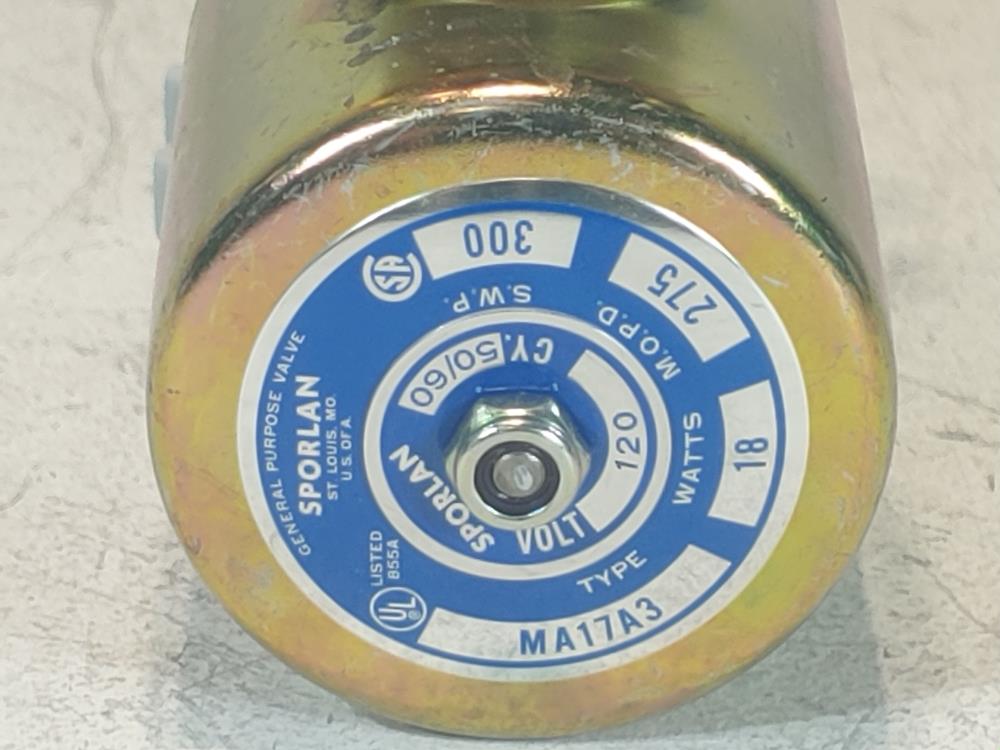 GENERAL PURPOSE VALVE
SPORLAN
ST. LOUIS, MO.
U.S. OF A.
SA
300
S.W.P.
275
M.O.P.D.
18
WATTS
TYPE
MA17A3
UL®
LISTED
855A
SPORLAN
CY. 50/60
VOLT 120